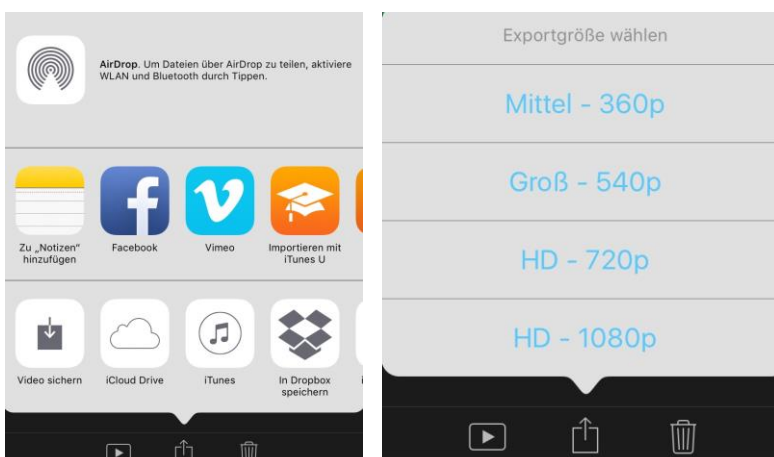 AirDrop. Um Dateien über AirDrop zu teilen, aktiviere
WLAN und Bluetooth durch Tippen.
Zu „Notizen“
hinzufügen
Facebook
Vimeo
Importieren mit
iTunes U
Video sichern
iCloud Drive
iTunes
In Dropbox
speichern
Exportgröße wählen
Mittel - 360p
Groß - 540p
HD - 720p
HD - 1080p